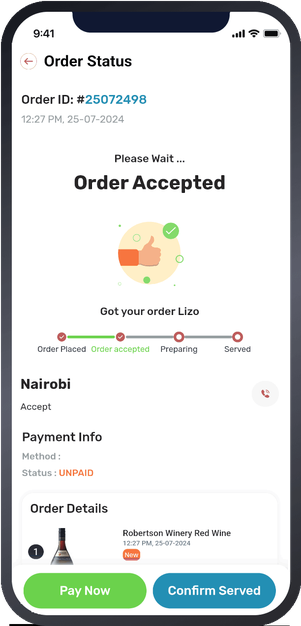 9:41
Order Status
Order ID: #25072498
12:27 PM, 25-07-2024
Please Wait ...
Order Accepted
Got your order Lizo
Order Placed Order accepted Preparing Served
Nairobi
Accept
Payment Info
Method :
Status : UNPAID
Order Details
Robertson Winery Red Wine
12:27 PM, 25-07-2024
1
New
Pay Now Confirm Served